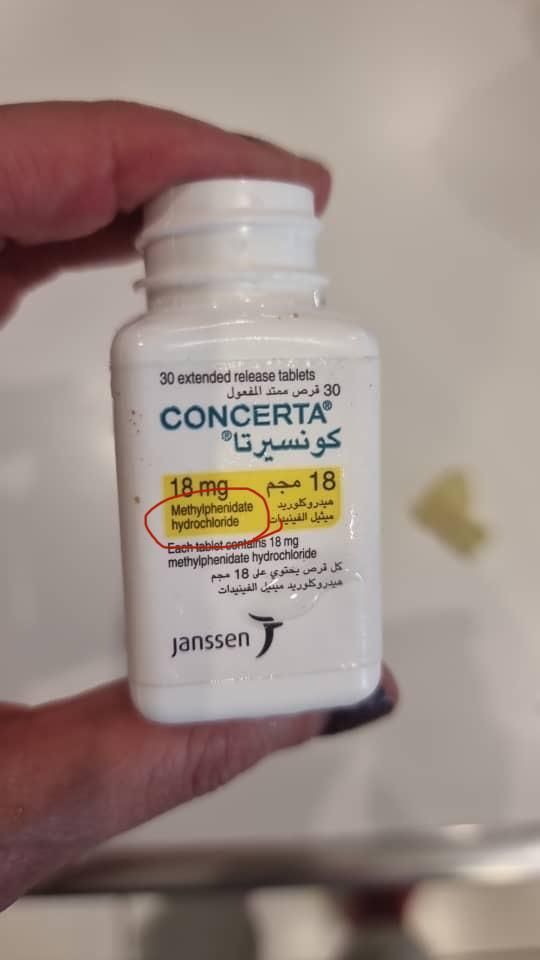 30 extended release tablets
30 قرص ممتد المفعول
CONCERTA®
كونسيرتا®
18 mg
18 مجم
Methylphenidate
hydrochloride
هيدروكلوريد
ميثيل الفينيدات
Each tablet contains 18 mg
methylphenidate hydrochloride
كل قرص يحتوي على 18 مجم
هيدروكلوريد ميثيل الفينيدات
janssen